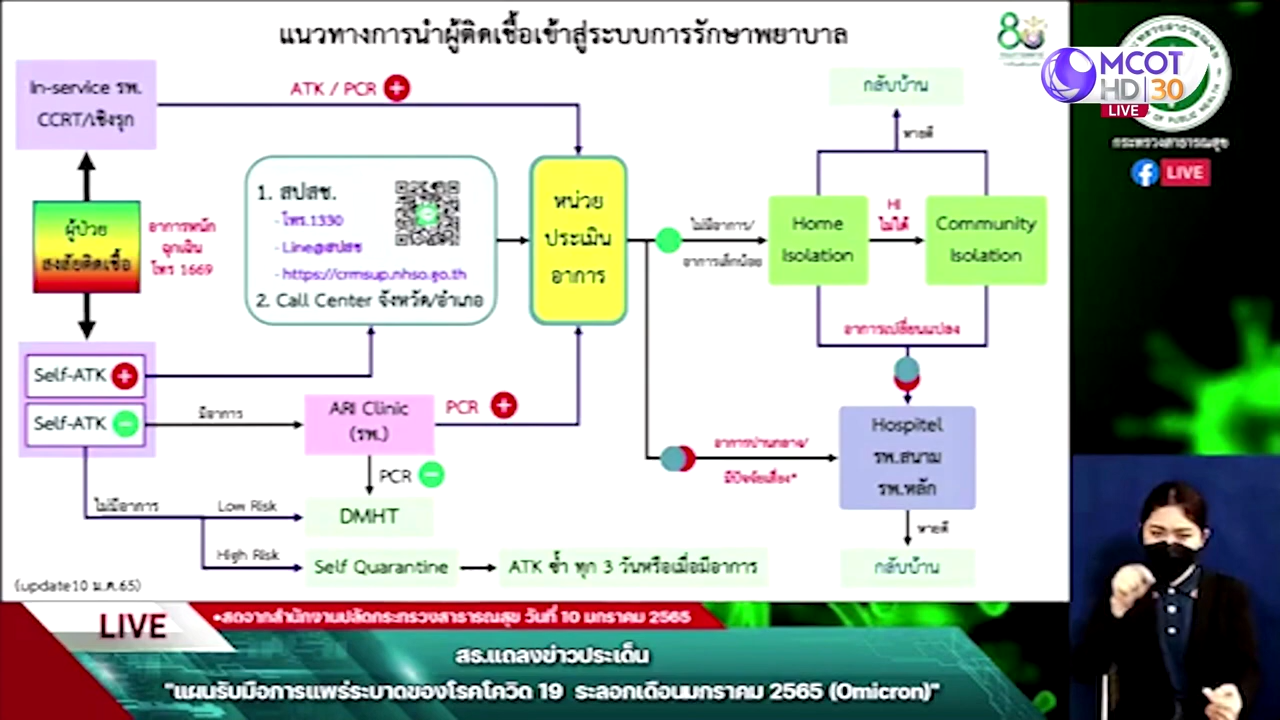 แนวทางการนำผู้ติดเชื้อเข้าสู่ระบบการรักษาพยาบาล
MCOT
HD 30
LIVE
OF PUBLIC HEALTH
กระทรวงสาธารณสุข
LIVE
In-service รพ.
CCRT/เชิงรุก
ATK / PCR
กลับบ้าน
หายดี
ผู้ป่วย
สงสัยติดเชื้อ
อาการหนัก
ฉุกเฉิน
โทร 1669
1. สปสช.
- โทร.1330
- Line@สปสช
- https://crmsup.nhso.go.th
2. Call Center จังหวัด/อำเภอ
หน่วย
ประเมิน
อาการ
ไม่มีอาการ/
อาการเล็กน้อย
Home
Isolation
HI
ไม่ได้
Community
Isolation
อาการเปลี่ยนแปลง
Self-ATK
Self-ATK
มีอาการ
ARI Clinic
(รพ.)
PCR
PCR
อาการปานกลาง/
มีปัจจัยเสี่ยง*
Hospitel
รพ.สนาม
รพ.หลัก
หายดี
กลับบ้าน
ไม่มีอาการ
Low Risk
DMHT
High Risk
Self Quarantine
ATK ซ้ำ ทุก 3 วันหรือเมื่อมีอาการ
(update10 ม.ค.65)
LIVE
•สดจากสำนักงานปลัดกระทรวงสาธารณสุข วันที่ 10 มกราคม 2565
สธ.แถลงข่าวประเด็น
"แผนรับมือการแพร่ระบาดของโรคโควิด 19 ระลอกเดือนมกราคม 2565 (Omicron)"